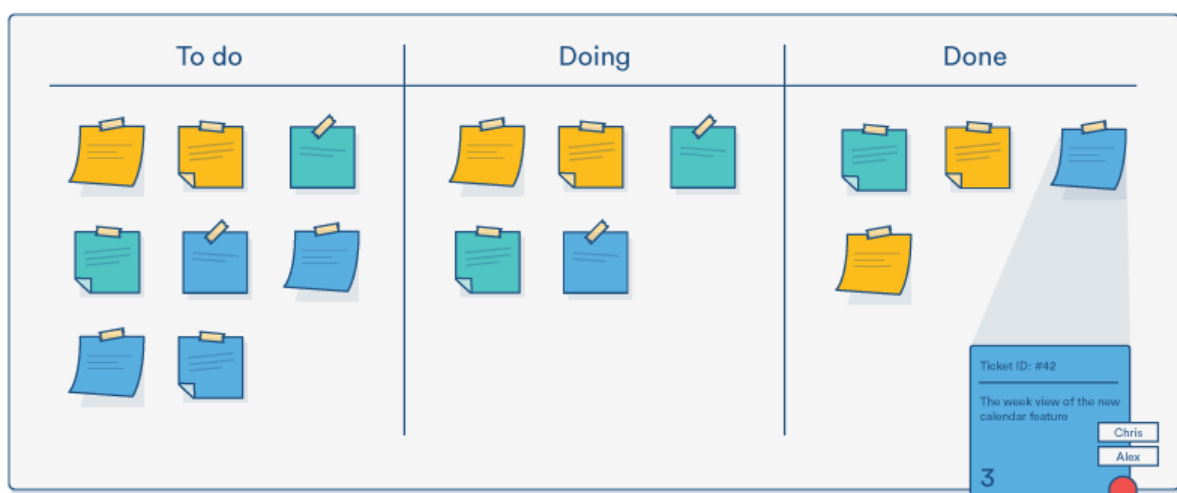 To do
Doing
Done
Ticket ID: #42
The week view of the new
calendar feature
Chris
Alex
3